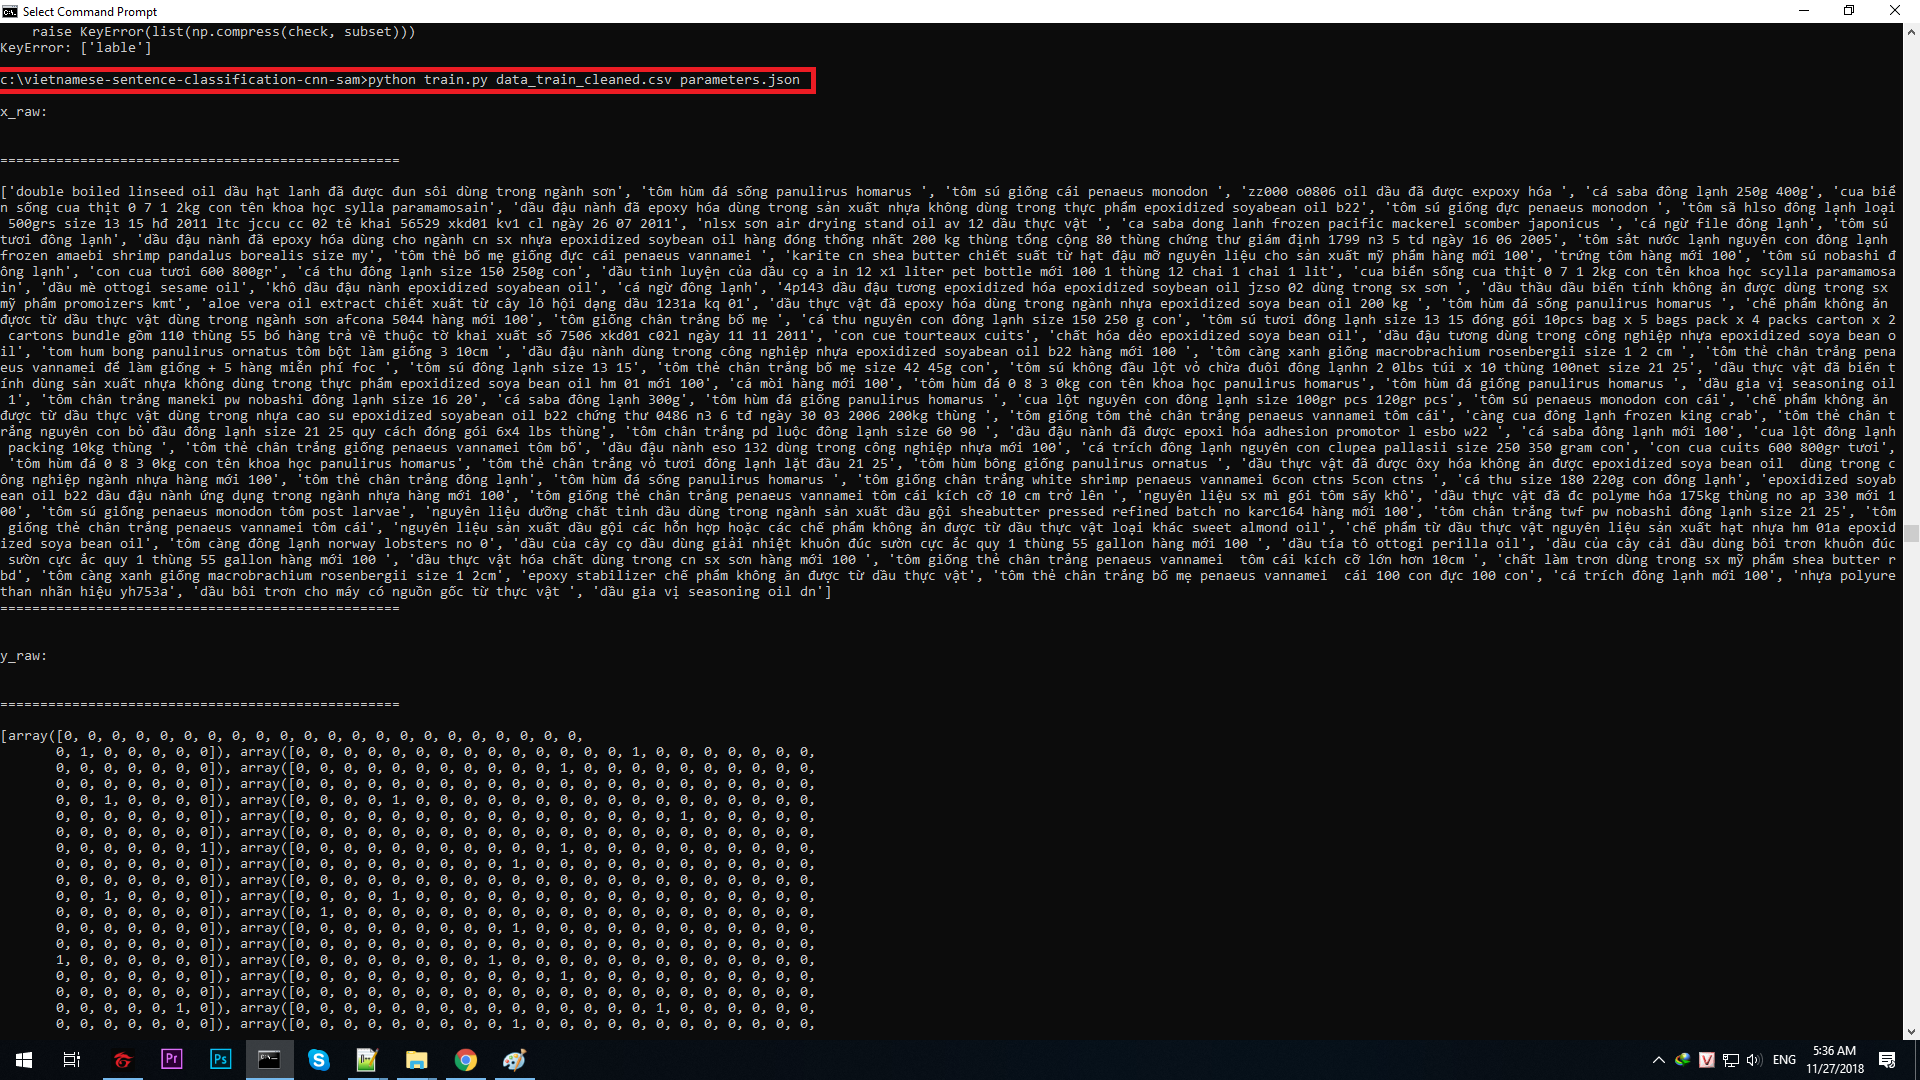 Select Command Prompt
    raise KeyError(list(np.compress(check, subset)))
KeyError: ['lable']
c:\vietnamese-sentence-classification-cnn-sam>python train.py data_train_cleaned.csv parameters.json
x_raw:
==================================================
['double boiled linseed oil dầu hạt lanh đã được đun sôi dùng trong ngành sơn', 'tôm hùm đá sống panulirus homarus ', 'tôm sú giống cái penaeus monodon ', 'zz000 o0806 oil dầu đã được expoxy hóa ', 'cá saba đông lạnh 250g 400g', 'cua biể
n sống cua thịt 0 7 1 2kg con tên khoa học sylla paramamosain', 'dầu đậu nành đã epoxy hóa dùng trong sản xuất nhựa không dùng trong thực phẩm epoxidized soyabean oil b22', 'tôm sú giống đực penaeus monodon ', 'tôm sã hlso đông lạnh loại
 500grs size 13 15 hđ 2011 ltc jccu cc 02 tê khai 56529 xkd01 kv1 cl ngày 26 07 2011', 'nlsx sơn air drying stand oil av 12 dầu thực vật ', 'ca saba dong lanh frozen pacific mackerel scomber japonicus ', 'cá ngừ file đông lạnh', 'tôm sú
tươi đông lạnh', 'dầu đậu nành đã epoxy hóa dùng cho ngành cn sx nhựa epoxidized soybean oil hàng đóng thống nhất 200 kg thùng tổng cộng 80 thùng chứng thư giám định 1799 n3 5 td ngày 16 06 2005', 'tôm sắt nước lạnh nguyên con đông lạnh
frozen amaebi shrimp pandalus borealis size my', 'tôm thẻ bố mẹ giống đực cái penaeus vannamei ', 'karite cn shea butter chiết suất từ hạt đậu mỡ nguyên liệu cho sản xuất mỹ phẩm hàng mới 100', 'trứng tôm hàng mới 100', 'tôm sú nobashi đ
ông lạnh', 'con cua tươi 600 800gr', 'cá thu đông lạnh size 150 250g con', 'dầu tinh luyện của dầu cọ a in 12 x1 liter pet bottle mới 100 1 thùng 12 chai 1 chai 1 lit', 'cua biển sống cua thịt 0 7 1 2kg con tên khoa học scylla paramamosa
in', 'dầu mè ottogi sesame oil', 'khô dầu đậu nành epoxidized soyabean oil', 'cá ngừ đông lạnh', '4p143 dầu đậu tương epoxidized hóa epoxidized soybean oil jzso 02 dùng trong sx sơn ', 'dầu thầu dầu biến tính không ăn được dùng trong sx
mỹ phẩm promoizers kmt', 'aloe vera oil extract chiết xuất từ cây lô hội dạng dầu 1231a kq 01', 'dầu thực vật đã epoxy hóa dùng trong ngành nhựa epoxidized soya bean oil 200 kg ', 'tôm hùm đá sống panulirus homarus ', 'chế phẩm không ăn
được từ dầu thực vật dùng trong ngành sơn afcona 5044 hàng mới 100', 'tôm giống chân trắng bố mẹ ', 'cá thu nguyên con đông lạnh size 150 250 g con', 'tôm sú tươi đông lạnh size 13 15 đóng gói 10pcs bag x 5 bags pack x 4 packs carton x 2
 cartons bundle gồm 110 thùng 55 bó hàng trả về thuộc tờ khai xuất số 7506 xkd01 c02l ngày 11 11 2011', 'con cue tourteaux cuits', 'chất hóa dẻo epoxidized soya bean oil', 'dầu đậu tương dùng trong công nghiệp nhựa epoxidized soya bean o
il', 'tom hum bong panulirus ornatus tôm bột làm giống 3 10cm ', 'dầu đậu nành dùng trong công nghiệp nhựa epoxidized soyabean oil b22 hàng mới 100 ', 'tôm càng xanh giống macrobrachium rosenbergii size 1 2 cm ', 'tôm thẻ chân trắng pena
eus vannamei để làm giống + 5 hàng miễn phí foc ', 'tôm sú đông lạnh size 13 15', 'tôm thẻ chân trắng bố mẹ size 42 45g con', 'tôm sú không đầu lột vỏ chừa đuôi đông lạnhn 2 0lbs túi x 10 thùng 100net size 21 25', 'dầu thực vật đã biến t
ính dùng sản xuất nhựa không dùng trong thực phẩm epoxidized soya bean oil hm 01 mới 100', 'cá mòi hàng mới 100', 'tôm hùm đá 0 8 3 0kg con tên khoa học panulirus homarus', 'tôm hùm đá giống panulirus homarus ', 'dầu gia vị seasoning oil
 1', 'tôm chân trắng maneki pw nobashi đông lạnh size 16 20', 'cá saba đông lạnh 300g', 'tôm hùm đá giống panulirus homarus ', 'cua lột nguyên con đông lạnh size 100gr pcs 120gr pcs', 'tôm sú penaeus monodon con cái', 'chế phẩm không ăn
được từ dầu thực vật dùng trong nhựa cao su epoxidized soyabean oil b22 chứng thư 0486 n3 6 tđ ngày 30 03 2006 200kg thùng ', 'tôm giống tôm thẻ chân trắng penaeus vannamei tôm cái', 'càng cua đông lạnh frozen king crab', 'tôm thẻ chân t
rắng nguyên con bỏ đầu đông lạnh size 21 25 quy cách đóng gói 6x4 lbs thùng', 'tôm chân trắng pd luộc đông lạnh size 60 90 ', 'dầu đậu nành đã được epoxi hóa adhesion promotor l esbo w22 ', 'cá saba đông lạnh mới 100', 'cua lột đông lạnh
 packing 10kg thùng  ', 'tôm thẻ chân trắng giống penaeus vannamei tôm bố', 'dầu đậu nành eso 132 dùng trong công nghiệp nhựa mới 100', 'cá trích đông lạnh nguyên con clupea pallasii size 250 350 gram con', 'con cua cuits 600 800gr tươi',
 'tôm hùm đá 0 8 3 0kg con tên khoa học panulirus homarus', 'tôm thẻ chân trắng vỏ tươi đông lạnh lặt đầu 21 25', 'tôm hùm bông giống panulirus ornatus ', 'dầu thực vật đã được ôxy hóa không ăn được epoxidized soya bean oil  dùng trong c
ông nghiệp ngành nhựa hàng mới 100', 'tôm thẻ chân trắng đông lạnh', 'tôm hùm đá sống panulirus homarus ', 'tôm giống chân trắng white shrimp penaeus vannamei 6con ctns 5con ctns ', 'cá thu size 180 220g con đông lạnh', 'epoxidized soyab
ean oil b22 dầu đậu nành ứng dụng trong ngành nhựa hàng mới 100', 'tôm giống thẻ chân trắng penaeus vannamei tôm cái kích cỡ 10 cm trở lên ', 'nguyên liệu sx mì gói tôm sấy khô', 'dầu thực vật đã đc polyme hóa 175kg thùng no ap 330 mới 1
00', 'tôm sú giống penaeus monodon tôm post larvae', 'nguyên liệu dưỡng chất tinh dầu dùng trong ngành sản xuất dầu gội sheabutter pressed refined batch no karc164 hàng mới 100', 'tôm chân trắng twf pw nobashi đông lạnh size 21 25', 'tôm
 giống thẻ chân trắng penaeus vannamei tôm cái', 'nguyên liệu sản xuất dầu gội các hỗn hợp hoặc các chế phẩm không ăn được từ dầu thực vật loại khác sweet almond oil', 'chế phẩm từ dầu thực vật nguyên liệu sản xuất hạt nhựa hm 01a epoxid
ized soya bean oil', 'tôm càng đông lạnh norway lobsters no 0', 'dầu của cây cọ dầu dùng giải nhiệt khuôn đúc sườn cực ắc quy 1 thùng 55 gallon hàng mới 100 ', 'dầu tía tô ottogi perilla oil', 'dầu của cây cải dầu dùng bôi trơn khuôn đúc
 sườn cực ắc quy 1 thùng 55 gallon hàng mới 100 ', 'dầu thực vật hóa chất dùng trong cn sx sơn hàng mới 100 ', 'tôm giống thẻ chân trắng penaeus vannamei  tôm cái kích cỡ lớn hơn 10cm ', 'chất làm trơn dùng trong sx mỹ phẩm shea butter r
bd', 'tôm càng xanh giống macrobrachium rosenbergii size 1 2cm', 'epoxy stabilizer chế phẩm không ăn được từ dầu thực vật', 'tôm thẻ chân trắng bố mẹ penaeus vannamei  cái 100 con đực 100 con', 'cá trích đông lạnh mới 100', 'nhựa polyure
than nhãn hiệu yh753a', 'dầu bôi trơn cho máy có nguồn gốc từ thực vật ', 'dầu gia vị seasoning oil dn']
==================================================
y_raw:
==================================================
[array([0, 0, 0, 0, 0, 0, 0, 0, 0, 0, 0, 0, 0, 0, 0, 0, 0, 0, 0, 0, 0, 0,
       0, 1, 0, 0, 0, 0, 0]), array([0, 0, 0, 0, 0, 0, 0, 0, 0, 0, 0, 0, 0, 0, 1, 0, 0, 0, 0, 0, 0, 0,
       0, 0, 0, 0, 0, 0, 0]), array([0, 0, 0, 0, 0, 0, 0, 0, 0, 0, 0, 1, 0, 0, 0, 0, 0, 0, 0, 0, 0, 0,
       0, 0, 0, 0, 0, 0, 0]), array([0, 0, 0, 0, 0, 0, 0, 0, 0, 0, 0, 0, 0, 0, 0, 0, 0, 0, 0, 0, 0, 0,
       0, 0, 1, 0, 0, 0, 0]), array([0, 0, 0, 0, 1, 0, 0, 0, 0, 0, 0, 0, 0, 0, 0, 0, 0, 0, 0, 0, 0, 0,
       0, 0, 0, 0, 0, 0, 0]), array([0, 0, 0, 0, 0, 0, 0, 0, 0, 0, 0, 0, 0, 0, 0, 0, 1, 0, 0, 0, 0, 0,
       0, 0, 0, 0, 0, 0, 0]), array([0, 0, 0, 0, 0, 0, 0, 0, 0, 0, 0, 0, 0, 0, 0, 0, 0, 0, 0, 0, 0, 0,
       0, 0, 0, 0, 0, 0, 1]), array([0, 0, 0, 0, 0, 0, 0, 0, 0, 0, 0, 1, 0, 0, 0, 0, 0, 0, 0, 0, 0, 0,
       0, 0, 0, 0, 0, 0, 0]), array([0, 0, 0, 0, 0, 0, 0, 0, 0, 1, 0, 0, 0, 0, 0, 0, 0, 0, 0, 0, 0, 0,
       0, 0, 0, 0, 0, 0, 0]), array([0, 0, 0, 0, 0, 0, 0, 0, 0, 0, 0, 0, 0, 0, 0, 0, 0, 0, 0, 0, 0, 0,
       0, 0, 1, 0, 0, 0, 0]), array([0, 0, 0, 0, 1, 0, 0, 0, 0, 0, 0, 0, 0, 0, 0, 0, 0, 0, 0, 0, 0, 0,
       0, 0, 0, 0, 0, 0, 0]), array([0, 1, 0, 0, 0, 0, 0, 0, 0, 0, 0, 0, 0, 0, 0, 0, 0, 0, 0, 0, 0, 0,
       0, 0, 0, 0, 0, 0, 0]), array([0, 0, 0, 0, 0, 0, 0, 0, 0, 1, 0, 0, 0, 0, 0, 0, 0, 0, 0, 0, 0, 0,
       0, 0, 0, 0, 0, 0, 0]), array([0, 0, 0, 0, 0, 0, 0, 0, 0, 0, 0, 0, 0, 0, 0, 0, 0, 0, 0, 0, 0, 0,
       1, 0, 0, 0, 0, 0, 0]), array([0, 0, 0, 0, 0, 0, 0, 0, 1, 0, 0, 0, 0, 0, 0, 0, 0, 0, 0, 0, 0, 0,
       0, 0, 0, 0, 0, 0, 0]), array([0, 0, 0, 0, 0, 0, 0, 0, 0, 0, 0, 1, 0, 0, 0, 0, 0, 0, 0, 0, 0, 0,
       0, 0, 0, 0, 0, 0, 0]), array([0, 0, 0, 0, 0, 0, 0, 0, 0, 0, 0, 0, 0, 0, 0, 0, 0, 0, 0, 0, 0, 0,
       0, 0, 0, 0, 0, 1, 0]), array([0, 0, 0, 0, 0, 0, 0, 0, 0, 0, 0, 0, 0, 0, 0, 1, 0, 0, 0, 0, 0, 0,
       0, 0, 0, 0, 0, 0, 0]), array([0, 0, 0, 0, 0, 0, 0, 0, 0, 1, 0, 0, 0, 0, 0, 0, 0, 0, 0, 0, 0, 0,
Pr
Ps
V
ENG
5:36 AM
11/27/2018